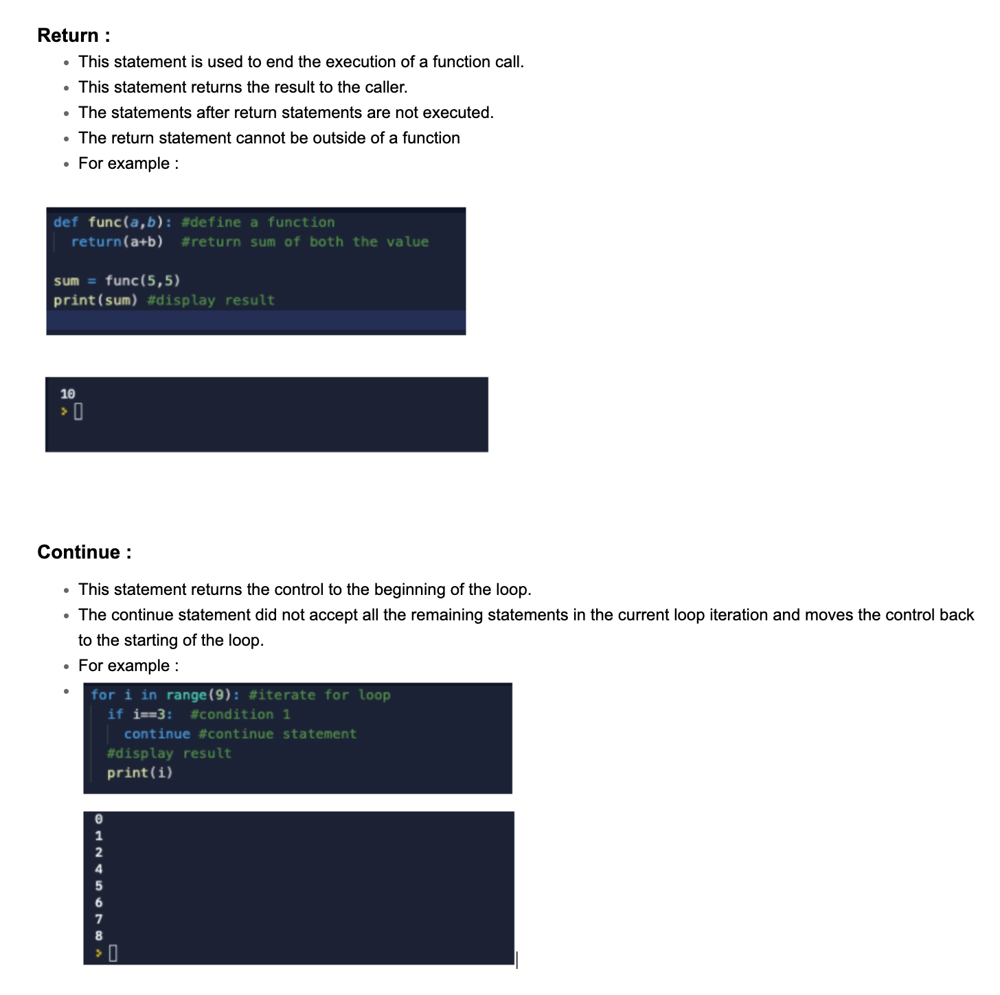 Return :
This statement is used to end the execution of a function call.
This statement returns the result to the caller.
The statements after return statements are not executed.
The return statement cannot be outside of a function
For example :
def func(a,b): #define a function
  return(a+b)  #return sum of both the value
sum = func(5,5)
print(sum) #display result
10
Continue :
This statement returns the control to the beginning of the loop.
The continue statement did not accept all the remaining statements in the current loop iteration and moves the control back
to the starting of the loop.
For example :
for i in range(9): #iterate for loop
  if i==3:  #condition 1
    continue #continue statement
  #display result
  print(i)
0
1
2
4
5
6
7
8